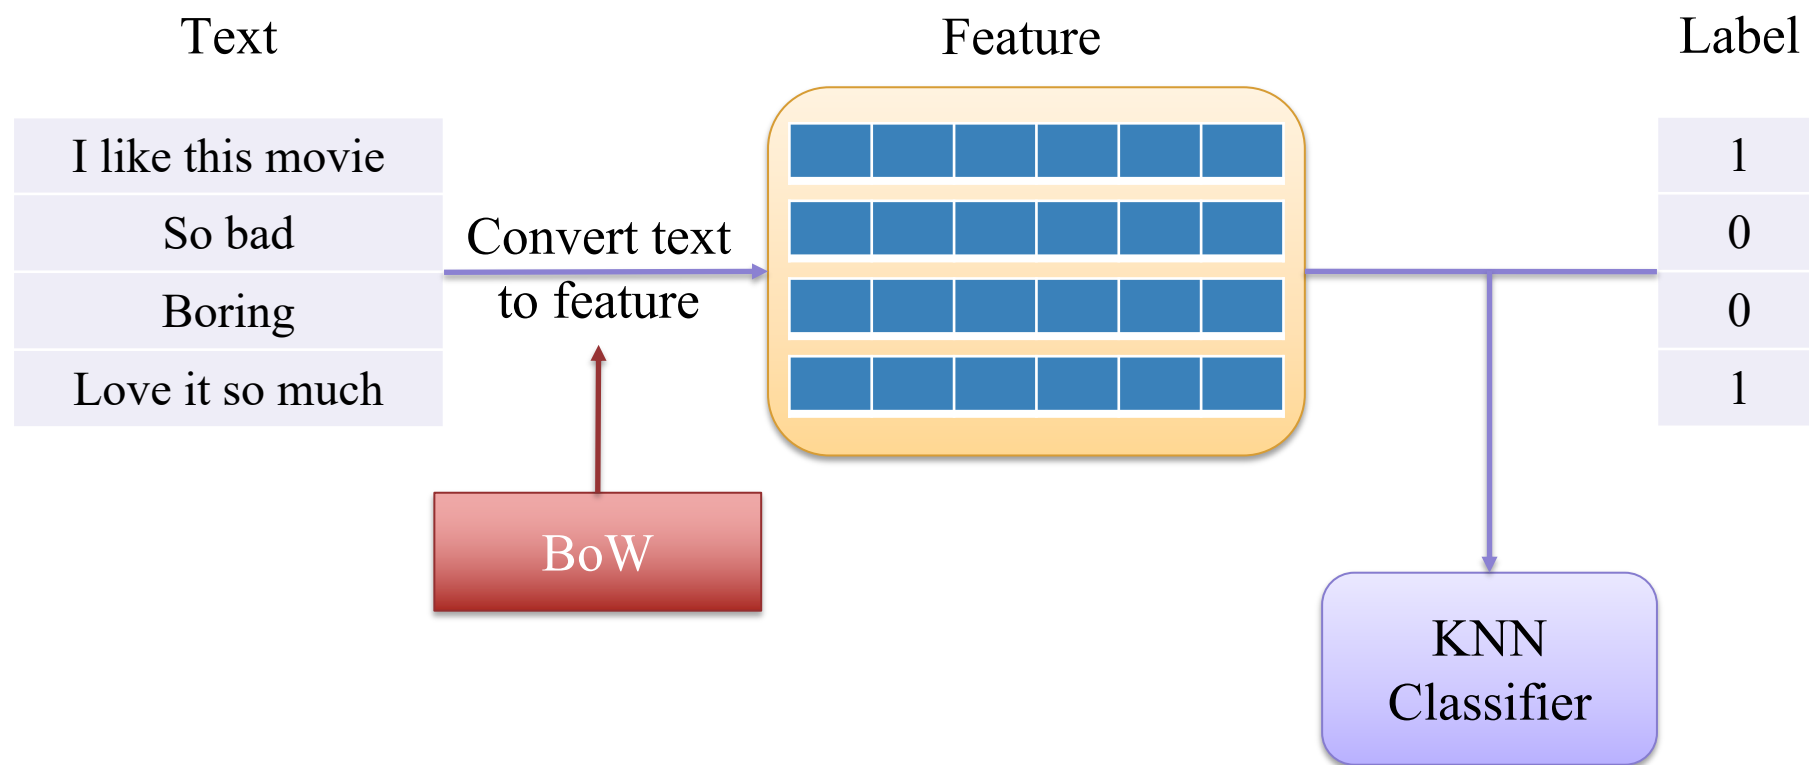 Text
Feature
Label
I like this movie
So bad
Boring
Love it so much
Convert text
to feature
BoW
1
0
0
1
KNN
Classifier